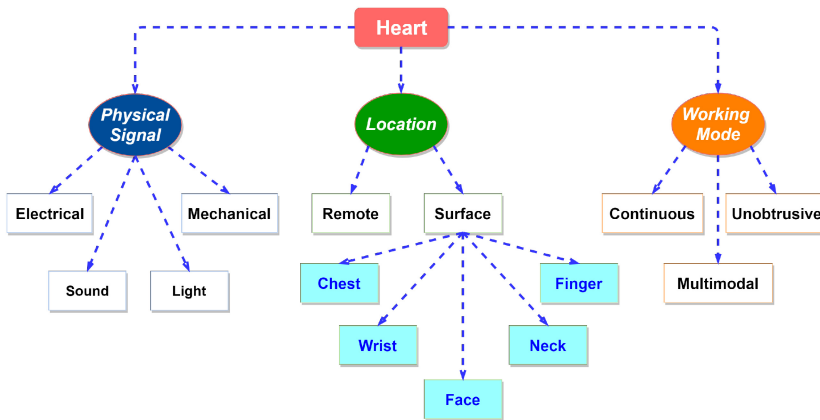 Heart
Physical
Signal
Location
Working
Mode
Electrical
Mechanical
Remote
Surface
Continuous
Unobtrusive
Sound
Light
Chest
Finger
Multimodal
Wrist
Neck
Face